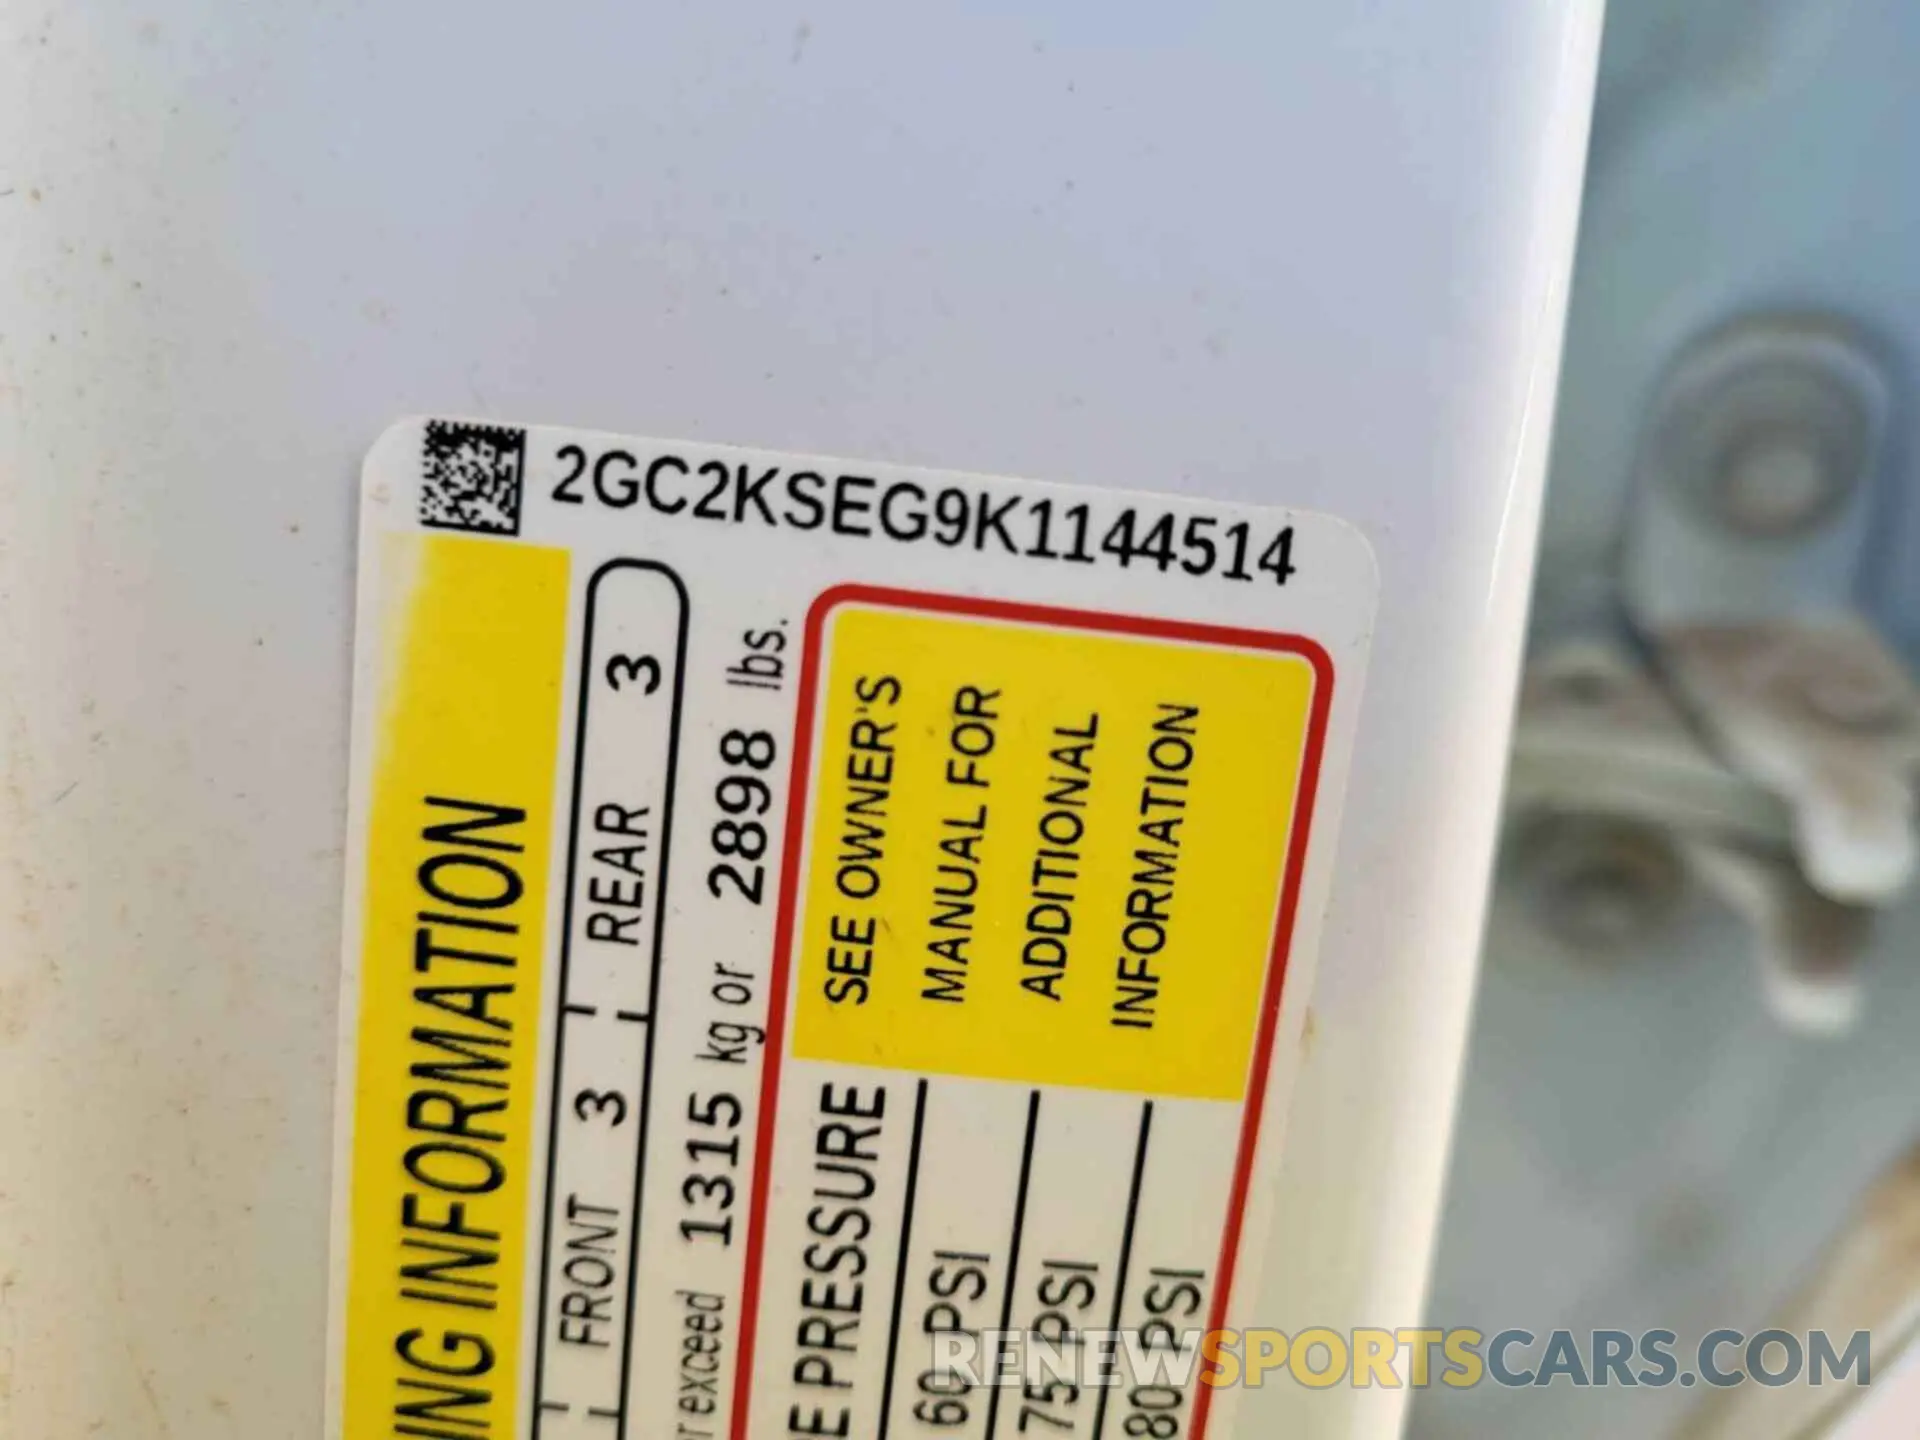 2GC2KSEG9K1144514
ING INFORMATION
FRONT 3 REAR 3
exceed 1315 kg or 2898 lbs.
PRESSURE
SEE OWNER'S
MANUAL FOR
ADDITIONAL
INFORMATION
60 PSI
75 PSI
80 PSI
RENEWSPORTSCARS.COM